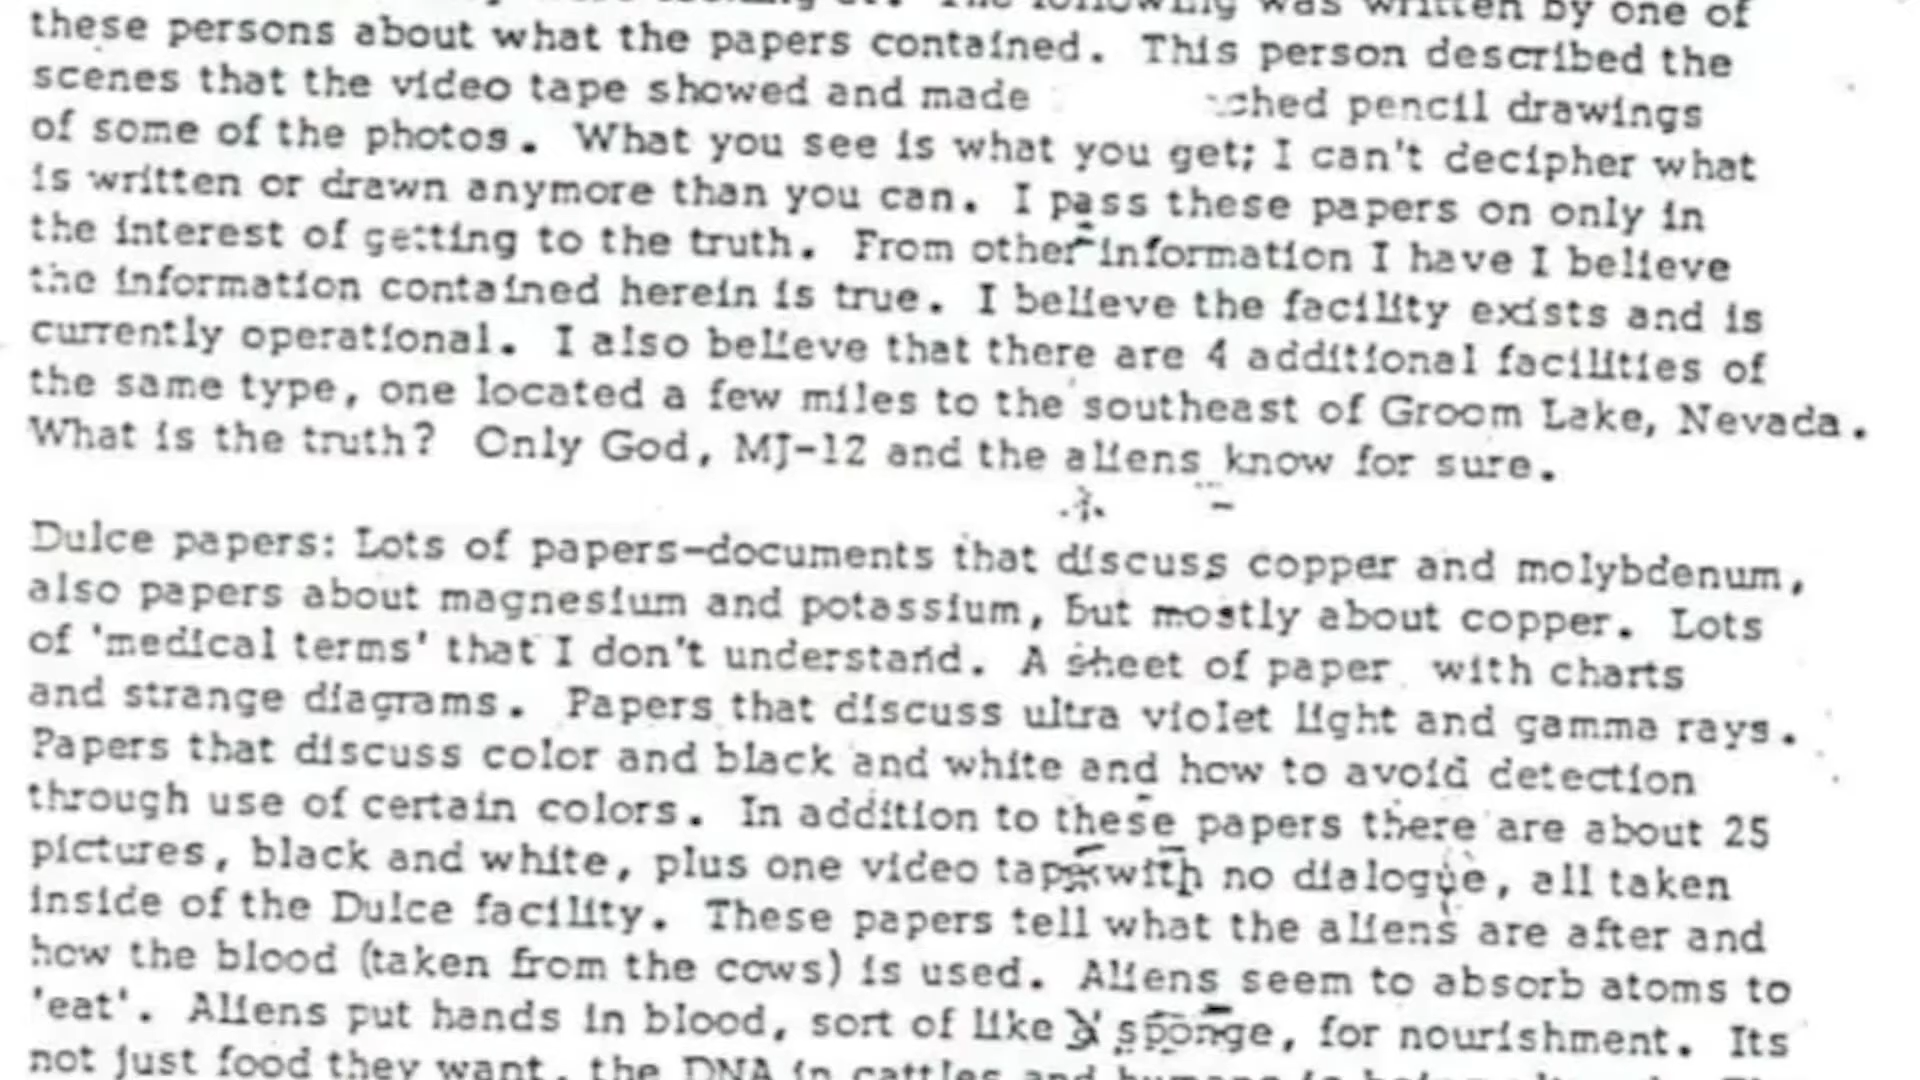 The following was written by one of
these persons about what the papers contained. This person described the
scenes that the video tape showed and made ched pencil drawings
of some of the photos. What you see is what you get; I can't decipher what
is written or drawn anymore than you can. I pass these papers on only in
the interest of getting to the truth. From other information I have I believe
the information contained herein is true. I believe the facility exists and is
currently operational. I also believe that there are 4 additional facilities of
the same type, one located a few miles to the southeast of Groom Lake, Nevada.
What is the truth? Only God, MJ-12 and the aliens know for sure.
Dulce papers: Lots of papers-documents that discuss copper and molybdenum,
also papers about magnesium and potassium, but mostly about copper. Lots
of 'medical terms' that I don't understand. A sheet of paper with charts
and strange diagrams. Papers that discuss ultra violet light and gamma rays.
Papers that discuss color and black and white and how to avoid detection
through use of certain colors. In addition to these papers there are about 25
pictures, black and white, plus one video tape with no dialogue, all taken
inside of the Dulce facility. These papers tell what the aliens are after and
how the blood (taken from the cows) is used. Aliens seem to absorb atoms to
'eat'. Aliens put hands in blood, sort of like a sponge, for nourishment. Its
not just food they want, the DNA in cattles and humans